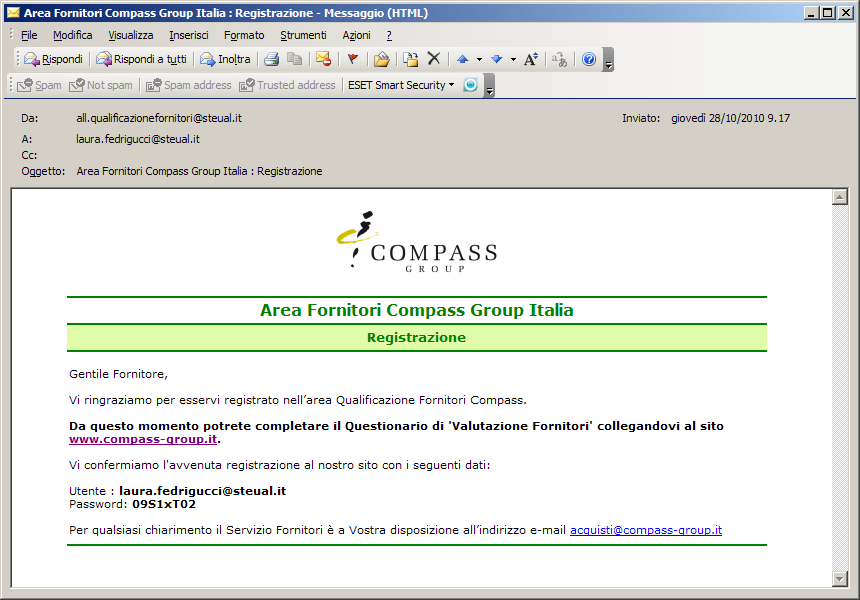 Area Fornitori Compass Group Italia : Registrazione - Messaggio (HTML)
File Modifica Visualizza Inserisci Formato Strumenti Azioni ?
Rispondi Rispondi a tutti Inoltra
Spam Not spam Spam address Trusted address ESET Smart Security
Da: all.qualificazionefornitori@steual.it Inviato: giovedì 28/10/2010 9.17
A: laura.fedrigucci@steual.it
Cc:
Oggetto: Area Fornitori Compass Group Italia : Registrazione
COMPASS
GROUP
Area Fornitori Compass Group Italia
Registrazione
Gentile Fornitore,
Vi ringraziamo per esservi registrato nell’area Qualificazione Fornitori Compass.
Da questo momento potrete completare il Questionario di 'Valutazione Fornitori' collegandovi al sito
www.compass-group.it.
Vi confermiamo l'avvenuta registrazione al nostro sito con i seguenti dati:
Utente : laura.fedrigucci@steual.it
Password: 09S1xT02
Per qualsiasi chiarimento il Servizio Fornitori è a Vostra disposizione all’indirizzo e-mail acquisti@compass-group.it